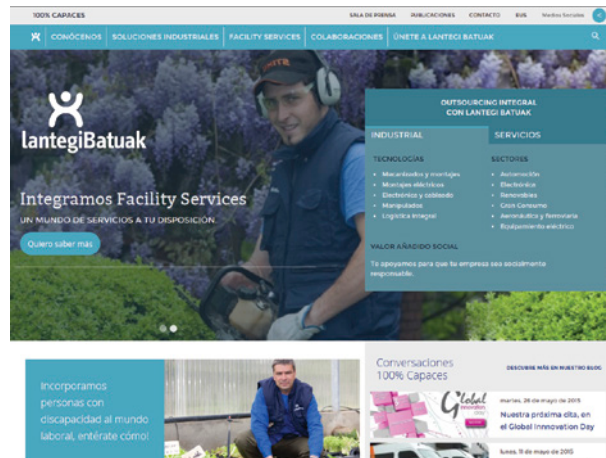 100% CAPACES
SALA DE PRENSA PUBLICACIONES CONTACTO EUS Medios Sociales
CONÓCENOS SOLUCIONES INDUSTRIALES FACILITY SERVICES COLABORACIONES ÚNETE A LANTEGI BATUAK
lantegiBatuak
Integramos Facility Services
UN MUNDO DE SERVICIOS A TU DISPOSICIÓN.
Quiero saber más
OUTSOURCING INTEGRAL
CON LANTEGI BATUAK
INDUSTRIAL
TECNOLOGÍAS
• Mecanizados y montajes
• Montajes eléctricos
• Electrónica y cableado
• Manipulados
• Logística integral
SERVICIOS
SECTORES
• Automoción
• Electrónica
• Renovables
• Gran Consumo
• Aeronáutica y ferroviaria
• Equipamiento eléctrico
VALOR AÑADIDO SOCIAL
Te apoyamos para que tu empresa sea socialmente
responsable.
Incorporamos
personas con
discapacidad al mundo
laboral, entérate cómo!
Conversaciones
100% Capaces
DESCUBRE MÁS EN NUESTRO BLOG
Global
martes, 26 de mayo de 2015
Nuestra próxima cita, en
el Global Innnovation Day
lunes, 11 de mayo de 2015